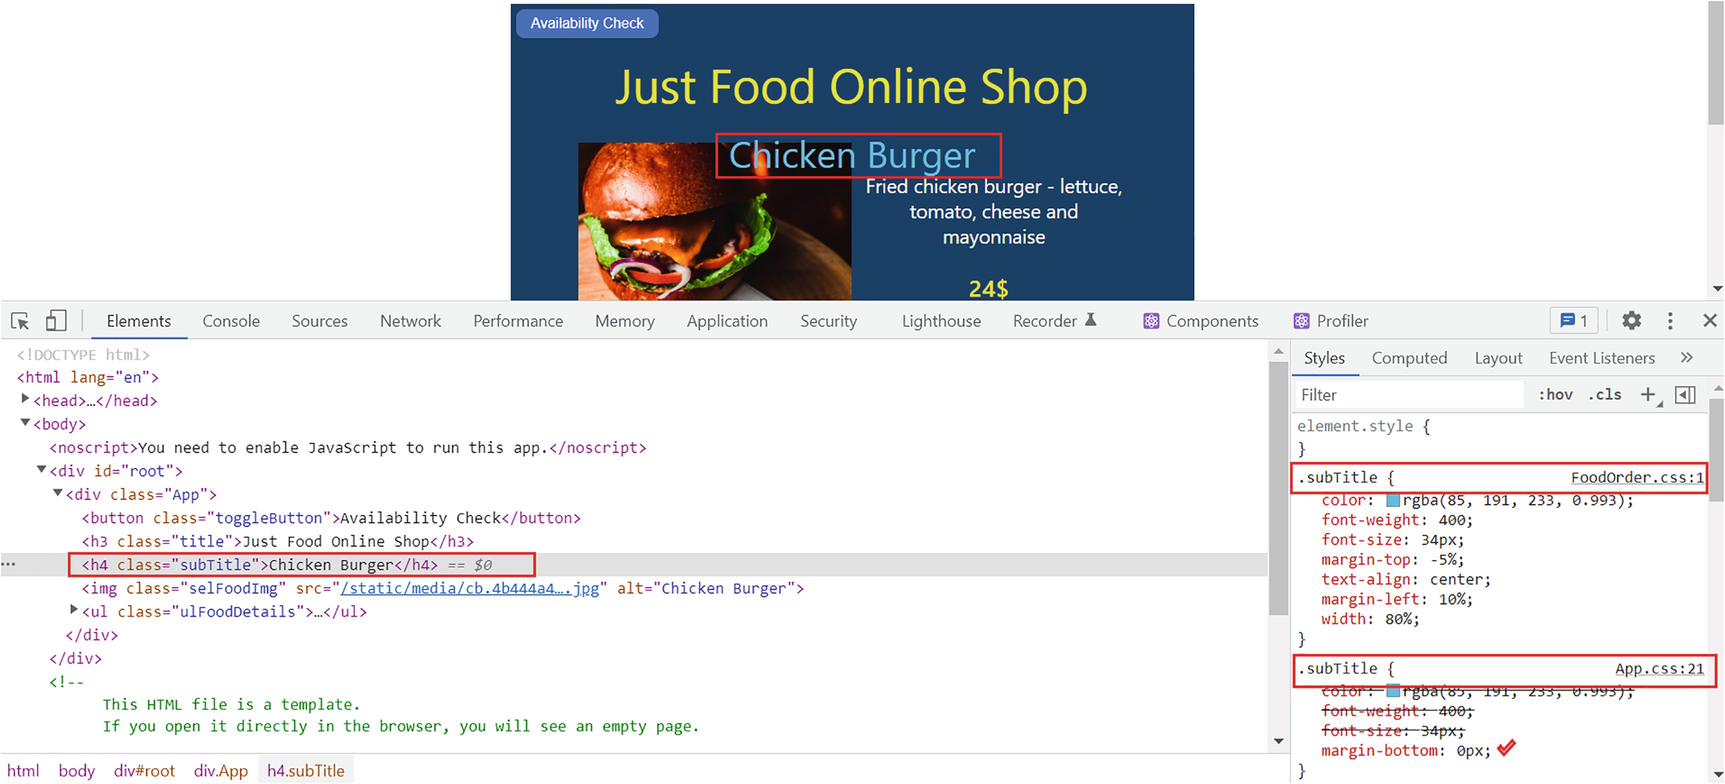 Availability Check
Just Food Online Shop
Chicken Burger
Fried chicken burger - lettuce,
tomato, cheese and
mayonnaise
24$
Elements Console Sources Network Performance Memory Application Security Lighthouse Recorder Components Profiler 1
<!DOCTYPE html>
<html lang="en">
<head>…</head>
<body>
<noscript>You need to enable JavaScript to run this app.</noscript>
<div id="root">
<div class="App">
<button class="toggleButton">Availability Check</button>
<h3 class="title">Just Food Online Shop</h3>
<h4 class="subTitle">Chicken Burger</h4> == $0
<img class="selFoodImg" src="/static/media/cb.4b444a4….jpg" alt="Chicken Burger">
<ul class="ulFoodDetails">…</ul>
</div>
</div>
<!--
This HTML file is a template.
If you open it directly in the browser, you will see an empty page.
html body div#root div.App h4.subTitle
Styles Computed Layout Event Listeners »
Filter :hov .cls +
element.style {
}
.subTitle { FoodOrder.css:1
color: rgba(85, 191, 233, 0.993);
font-weight: 400;
font-size: 34px;
margin-top: -5%;
text-align: center;
margin-left: 10%;
width: 80%;
}
.subTitle { App.css:21
color: rgba(85, 191, 233, 0.993);
font-weight: 400;
font-size: 34px;
margin-bottom: 0px;
}